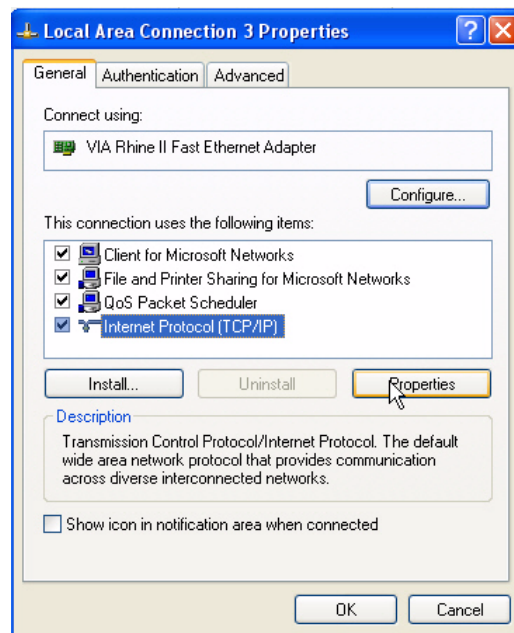 Local Area Connection 3 Properties
General Authentication Advanced
Connect using:
VIA Rhine II Fast Ethernet Adapter
Configure...
This connection uses the following items:
Client for Microsoft Networks
File and Printer Sharing for Microsoft Networks
QoS Packet Scheduler
Internet Protocol (TCP/IP)
Install... Uninstall Properties
Description
Transmission Control Protocol/Internet Protocol. The default
wide area network protocol that provides communication
across diverse interconnected networks.
Show icon in notification area when connected
OK Cancel